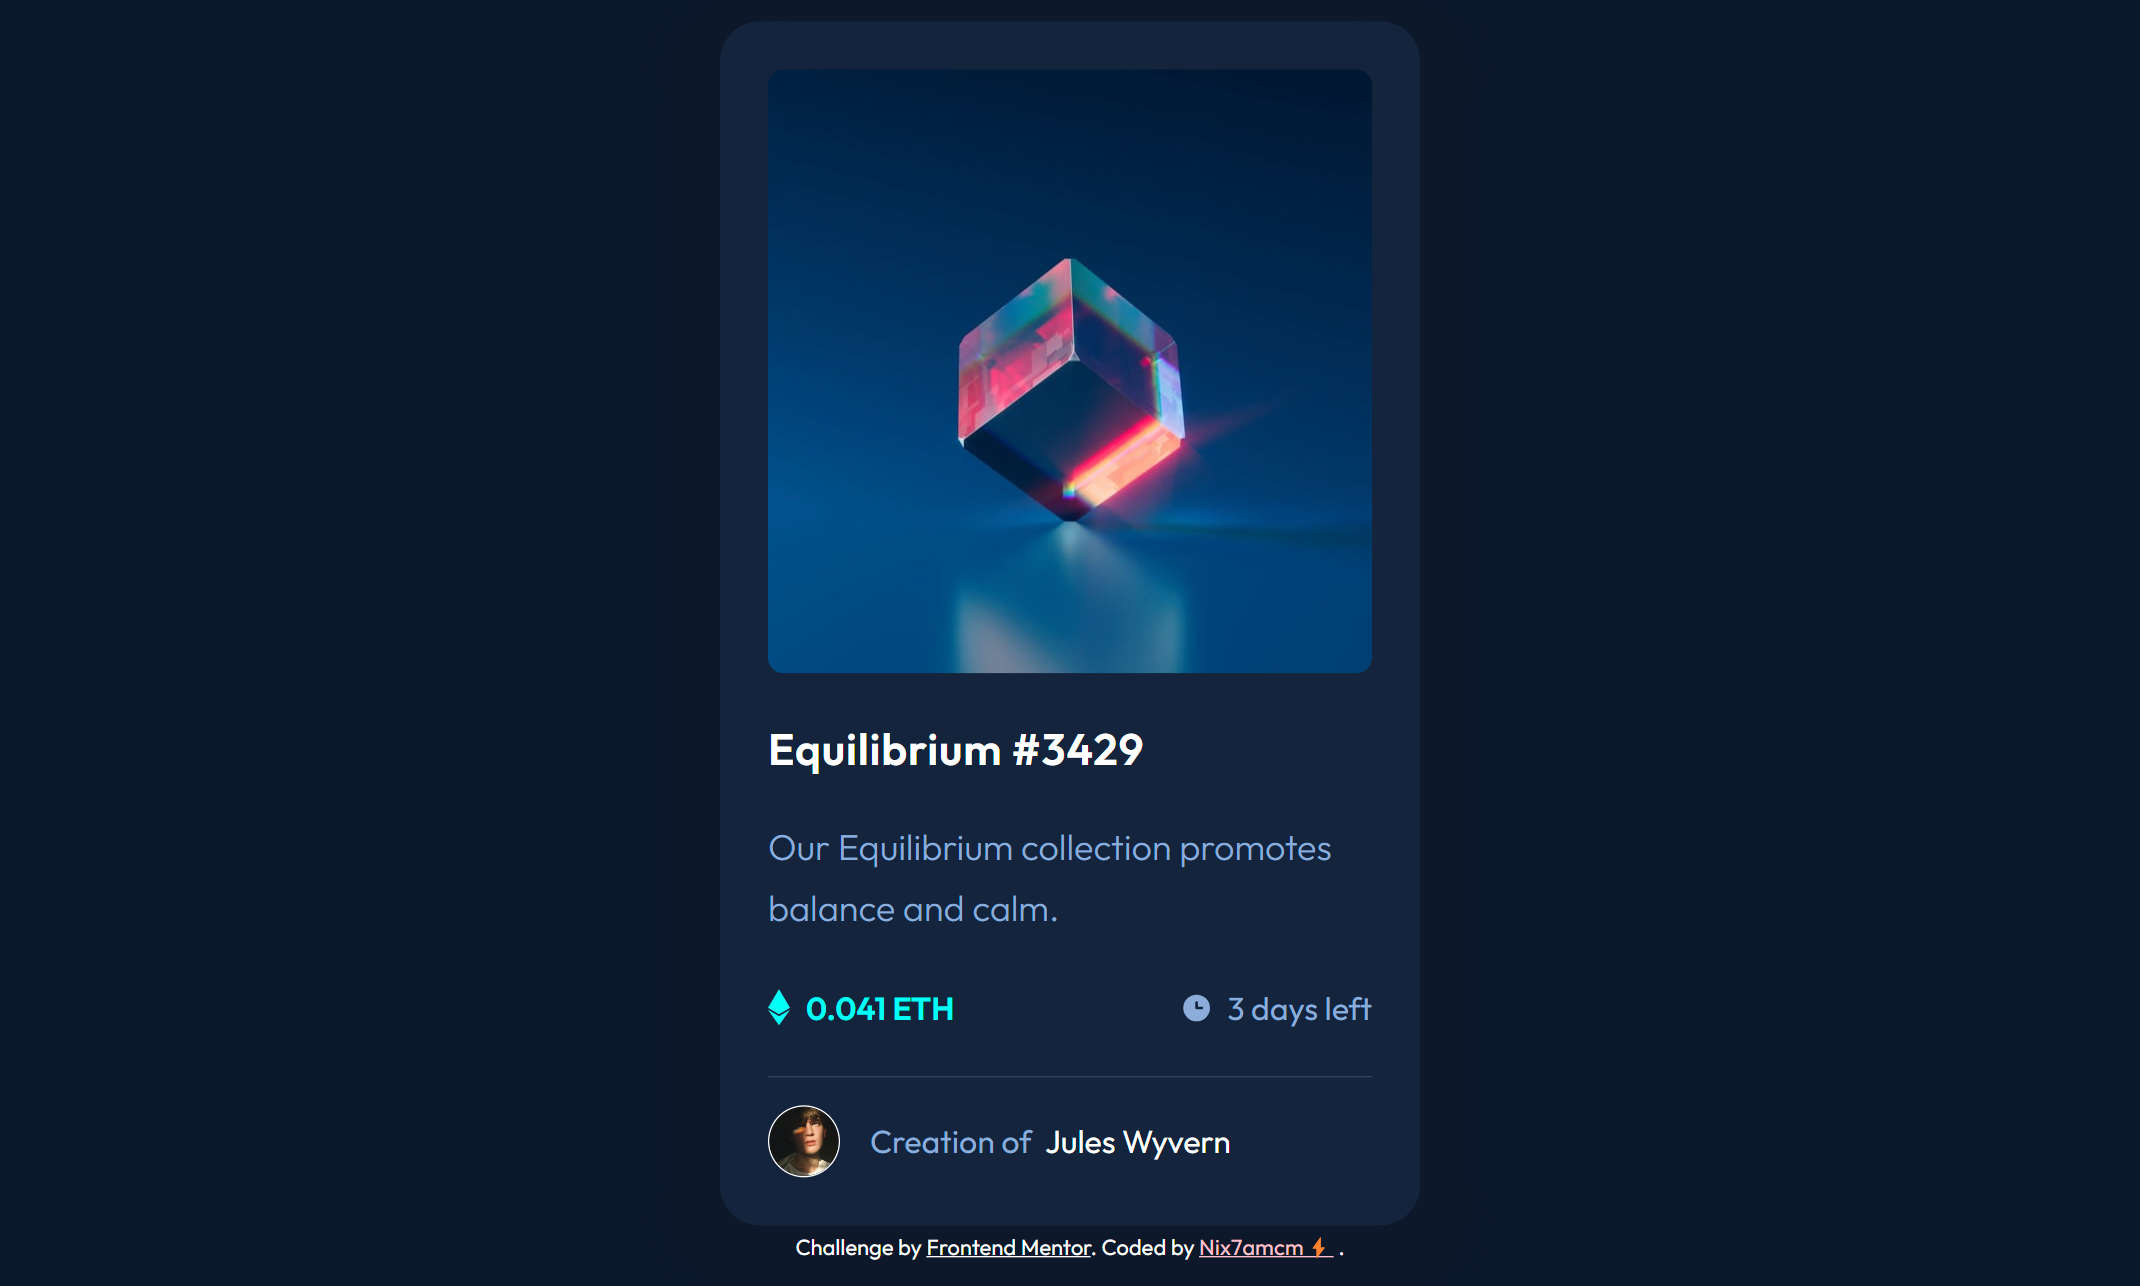 Equilibrium #3429
Our Equilibrium collection promotes
balance and calm.
0.041 ETH
3 days left
Creation of Jules Wyvern
Challenge by Frontend Mentor. Coded by Nix7amcm⚡ .